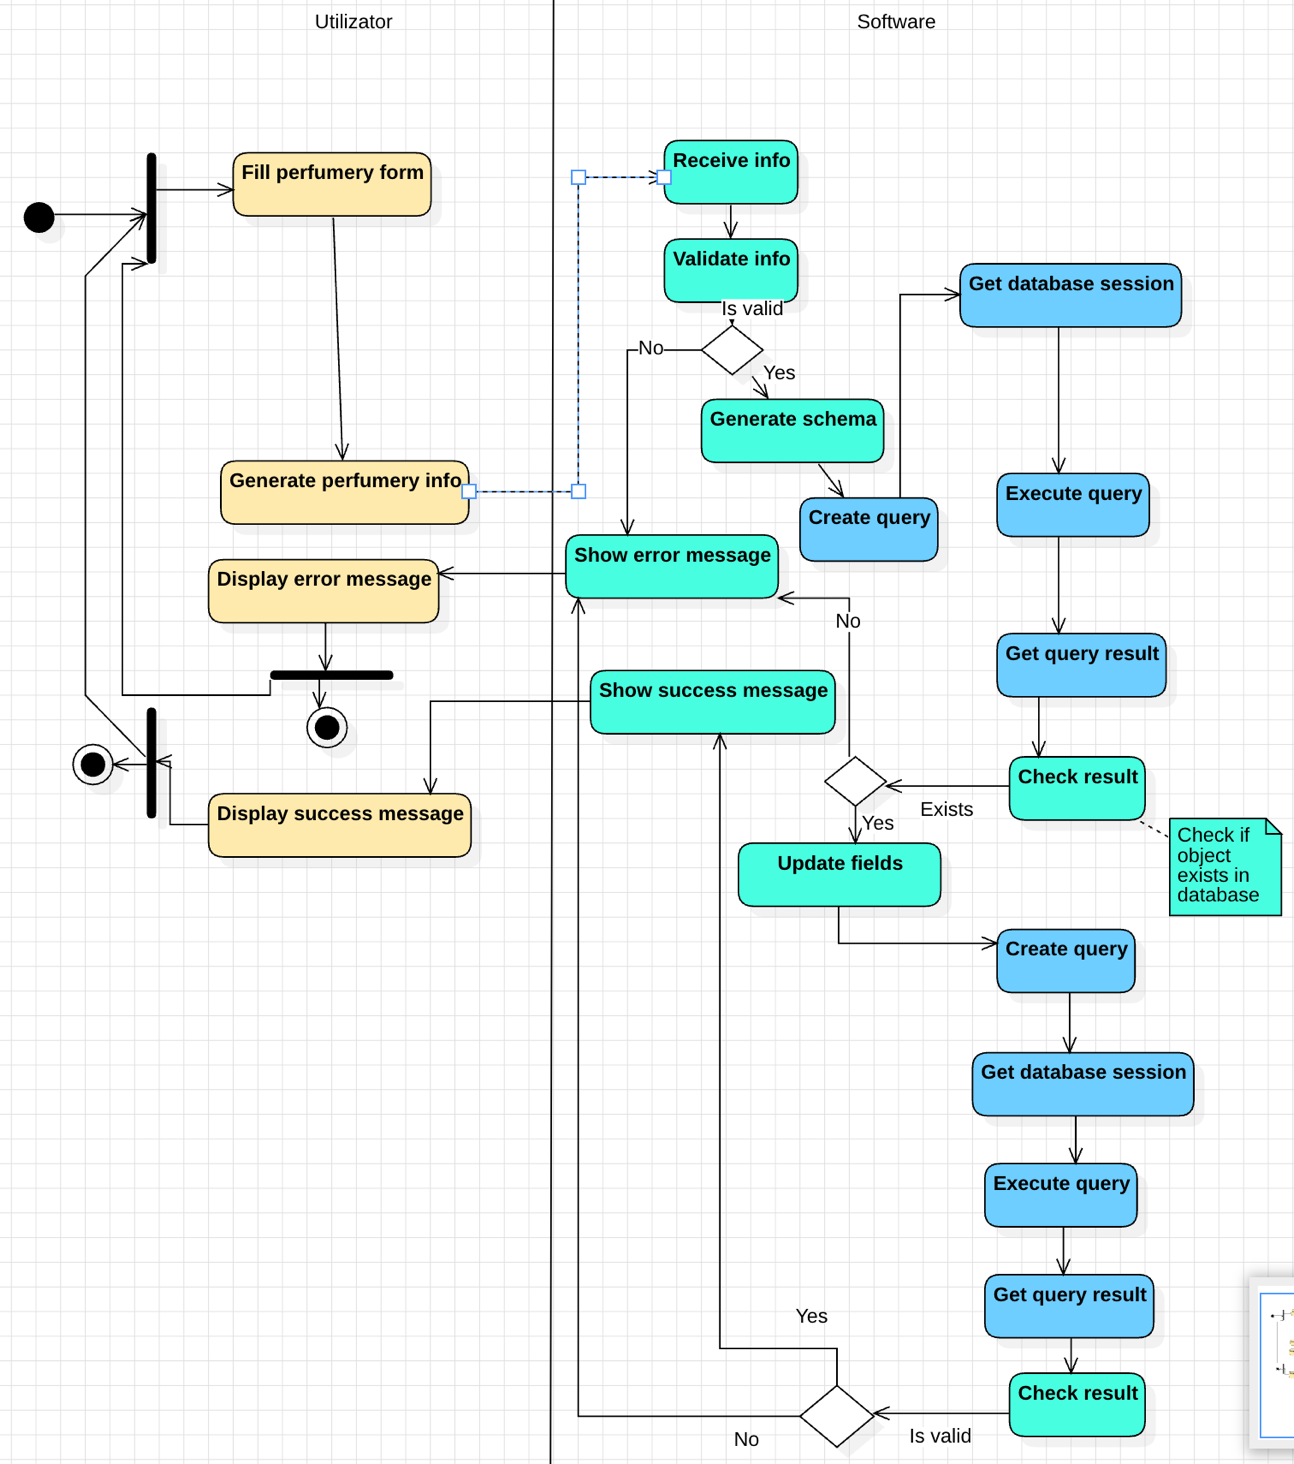 Utilizator
Software
Fill perfumery form
Generate perfumery info
Display error message
Display success message
Receive info
Validate info
Is valid
No
Yes
Generate schema
Create query
Get database session
Execute query
Get query result
Check result
Check if
object
exists in
database
Exists
No
Yes
Show error message
Show success message
Update fields
Create query
Get database session
Execute query
Get query result
Check result
Is valid
Yes
No